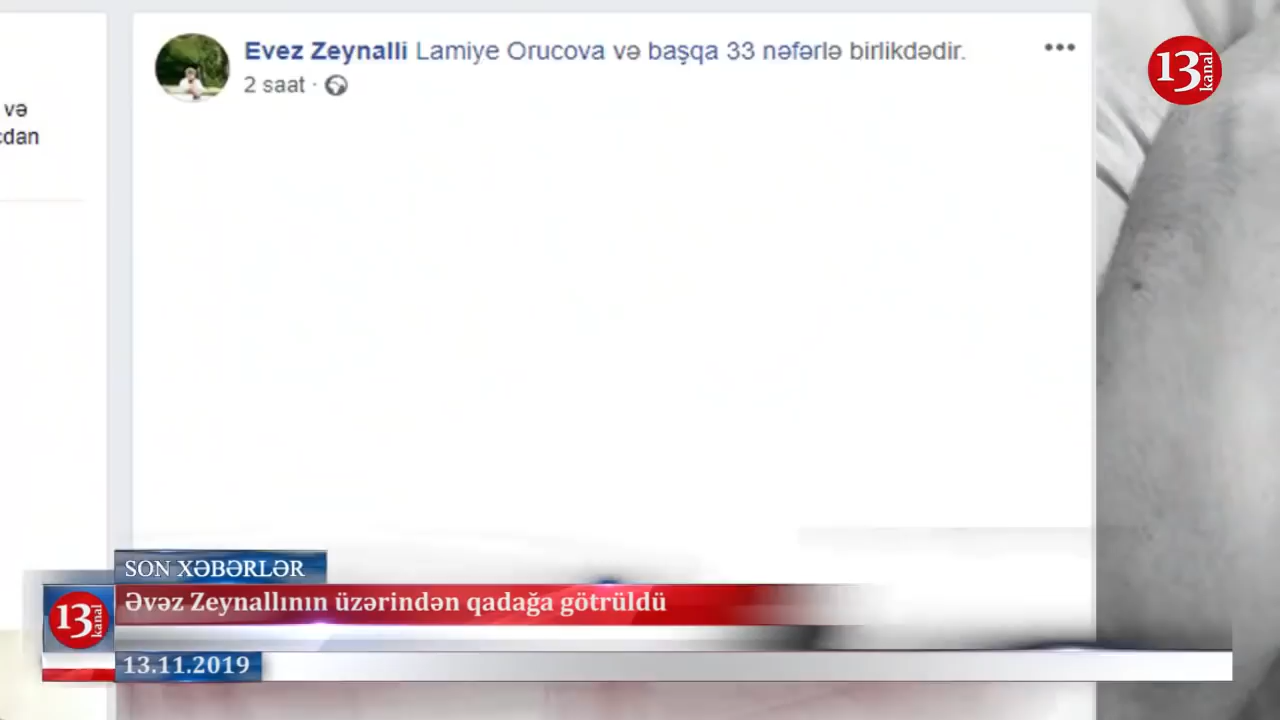 Evez Zeynalli Lamiye Orucova və başqa 33 nəfərlə birlikdədir.
2 saat ·
və
13 kanal
SON XƏBƏRLƏR
Əvəz Zeynallının üzərindən qadağa götrüldü
13 kanal
13.11.2019